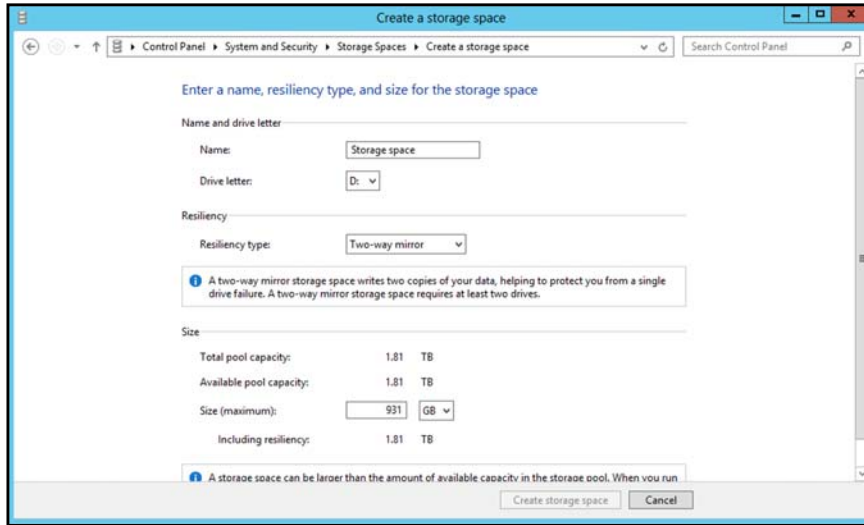 Create a storage space
Control Panel ▸ System and Security ▸ Storage Spaces ▸ Create a storage space
Search Control Panel
Enter a name, resiliency type, and size for the storage space
Name and drive letter
Name: Storage space
Drive letter: D:
Resiliency
Resiliency type: Two-way mirror
A two-way mirror storage space writes two copies of your data, helping to protect you from a single
drive failure. A two-way mirror storage space requires at least two drives.
Size
Total pool capacity: 1.81 TB
Available pool capacity: 1.81 TB
Size (maximum): 931 GB
Including resiliency: 1.81 TB
A storage space can be larger than the amount of available capacity in the storage pool. When you run
Create storage space Cancel